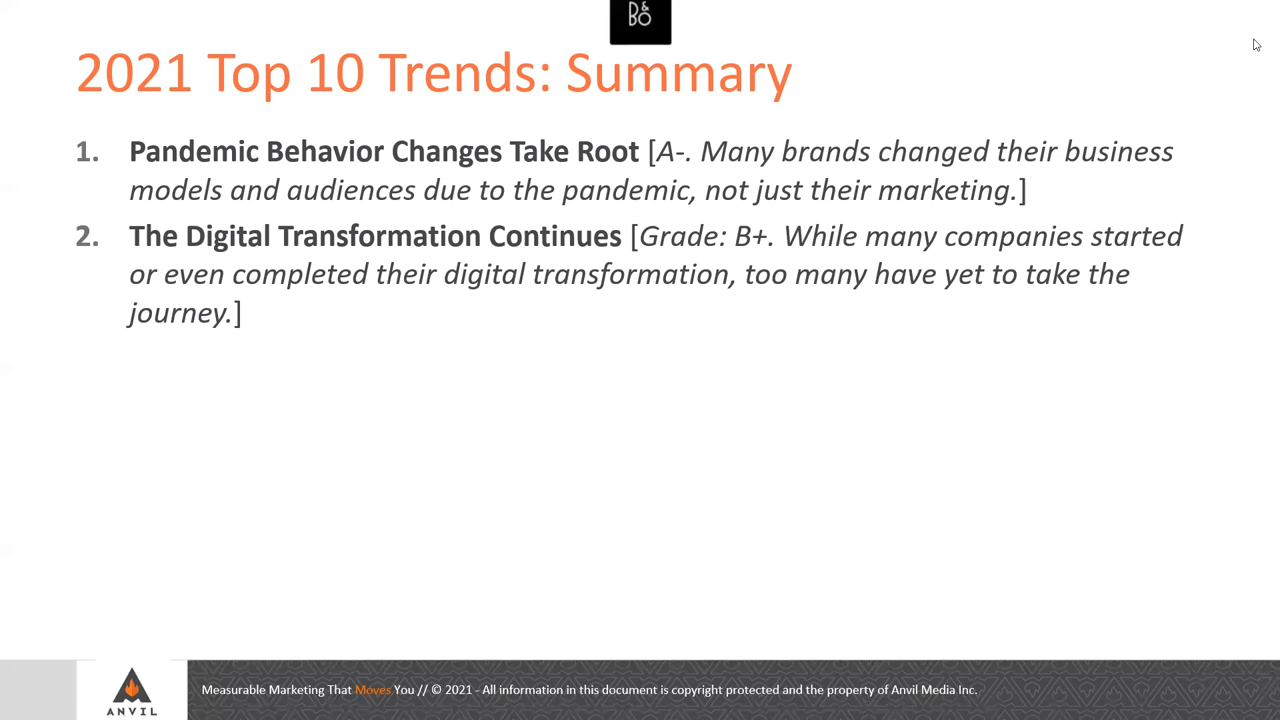 B&O
2021 Top 10 Trends: Summary
1. Pandemic Behavior Changes Take Root [A-. Many brands changed their business
models and audiences due to the pandemic, not just their marketing.]
2. The Digital Transformation Continues [Grade: B+. While many companies started
or even completed their digital transformation, too many have yet to take the
journey.]
ANVIL
Measurable Marketing That Moves You // © 2021 - All information in this document is copyright protected and the property of Anvil Media Inc.